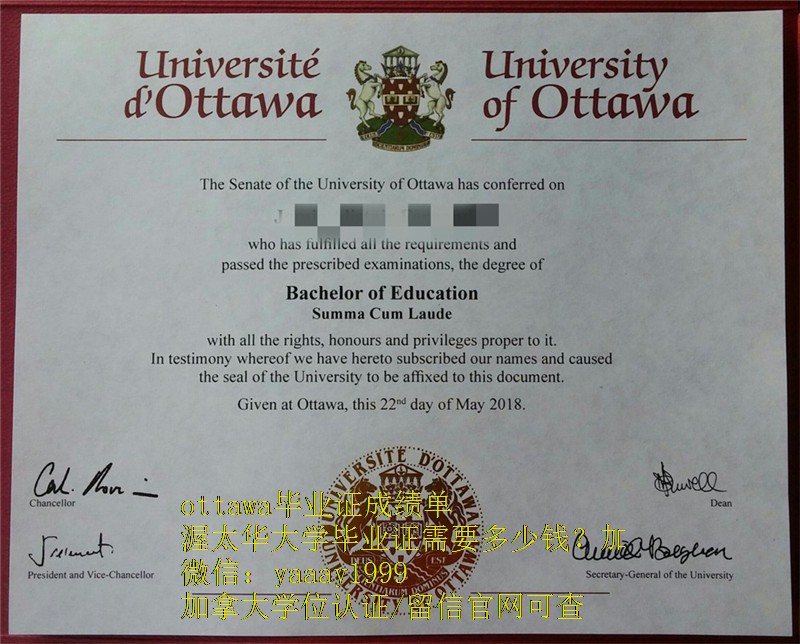 Université
d'Ottawa
University
of Ottawa
The Senate of the University of Ottawa has conferred on
who has fulfilled all the requirements and
passed the prescribed examinations, the degree of
Bachelor of Education
Summa Cum Laude
with all the rights, honours and privileges proper to it.
In testimony whereof we have hereto subscribed our names and caused
the seal of the University to be affixed to this document.
Given at Ottawa, this 22nd day of May 2018.
Chancellor
Dean
President and Vice-Chancellor
Secretary-General of the University
UNIVERSITÉ D'OTTAWA
ottawa毕业证成绩单
渥太华大学毕业证需要多少钱？加
微信：yaaay1999
加拿大学位认证/留信官网可查